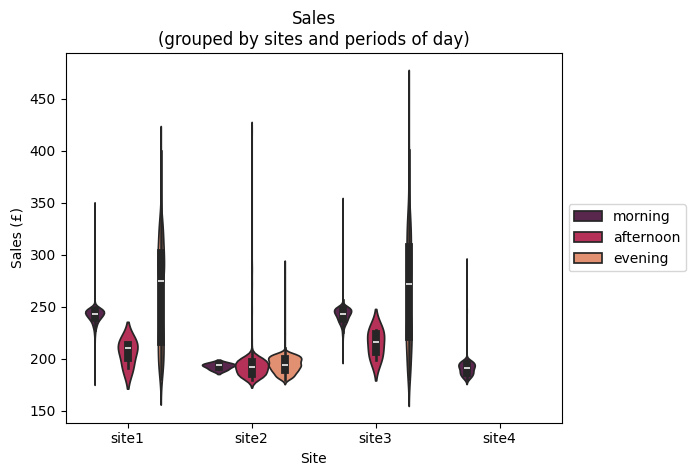 Sales
(grouped by sites and periods of day)
Sales (£)
450
400
350
300
250
200
150
site1
site2
site3
site4
Site
morning
afternoon
evening